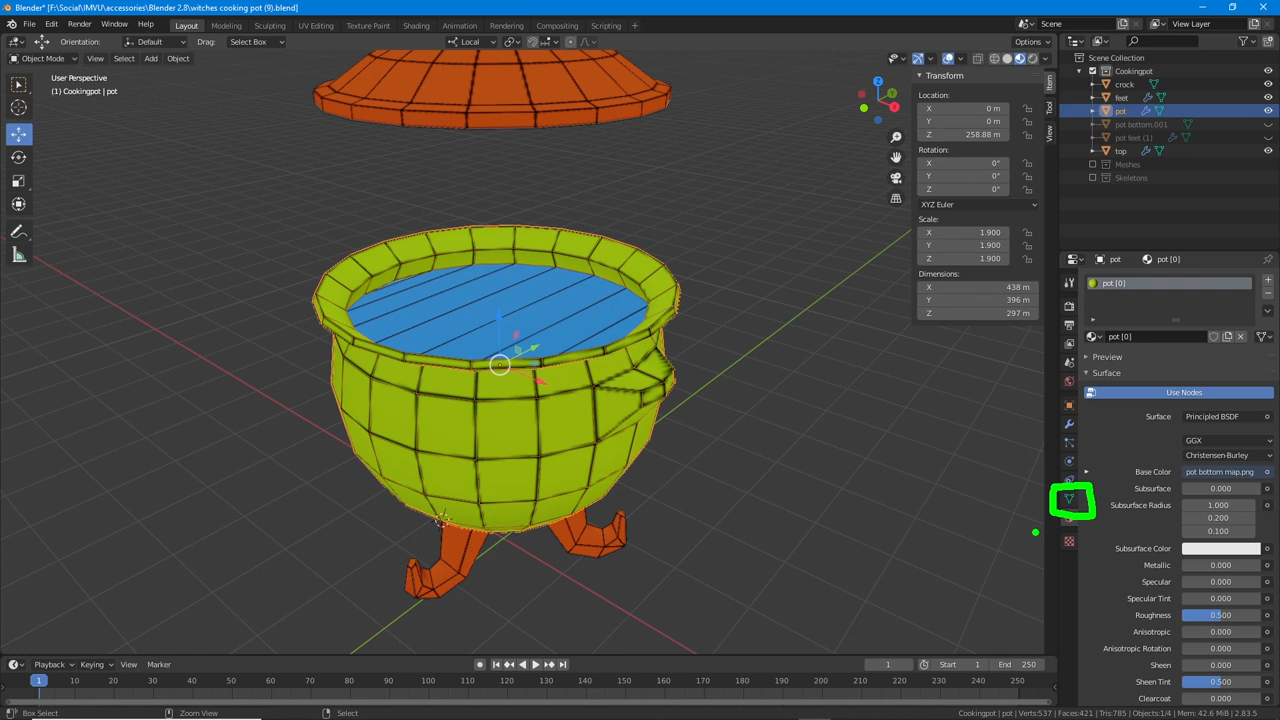 Blender* [F:\Social\IMVU\accessories\Blender 2.8\witches cooking pot (9).blend]
File Edit Render Window Help Layout Modeling Sculpting UV Editing Texture Paint Shading Animation Rendering Compositing Scripting Scene View Layer
Orientation: Default Drag: Select Box Local Options
Object Mode View Select Add Object
User Perspective
(1) Cookingpot | pot
Transform
Location:
X 0 m
Y 0 m
Z 258.88 m
Rotation:
X 0°
Y 0°
Z 0°
XYZ Euler
Scale:
X 1.900
Y 1.900
Z 1.900
Dimensions:
X 438 m
Y 396 m
Z 297 m
Item
Tool
View
Z
X
Scene Collection
Cookingpot
crock
feet
pot
pot bottom.001
pot feet (1)
top
Meshes
Skeletons
pot pot [0]
pot [0]
pot [0]
Preview
Surface
Use Nodes
Surface Principled BSDF
GGX
Christensen-Burley
Base Color pot bottom map.png
Subsurface 0.000
Subsurface Radius 1.000
0.200
0.100
Subsurface Color
Metallic 0.000
Specular 0.000
Specular Tint 0.000
Roughness 0.500
Anisotropic 0.000
Anisotropic Rotation 0.000
Sheen 0.000
Sheen Tint 0.500
Clearcoat 0.000
Playback Keying View Marker 1 Start 1 End 250
1 10 20 30 40 50 60 70 80 90 100 110 120 130 140 150 160 170 180 190 200 210 220 230 240 250
Box Select Zoom View Select Cookingpot | pot | Verts:537 | Faces:421 | Tris:785 | Objects:1/4 | Mem: 42.6 MiB | 2.83.5